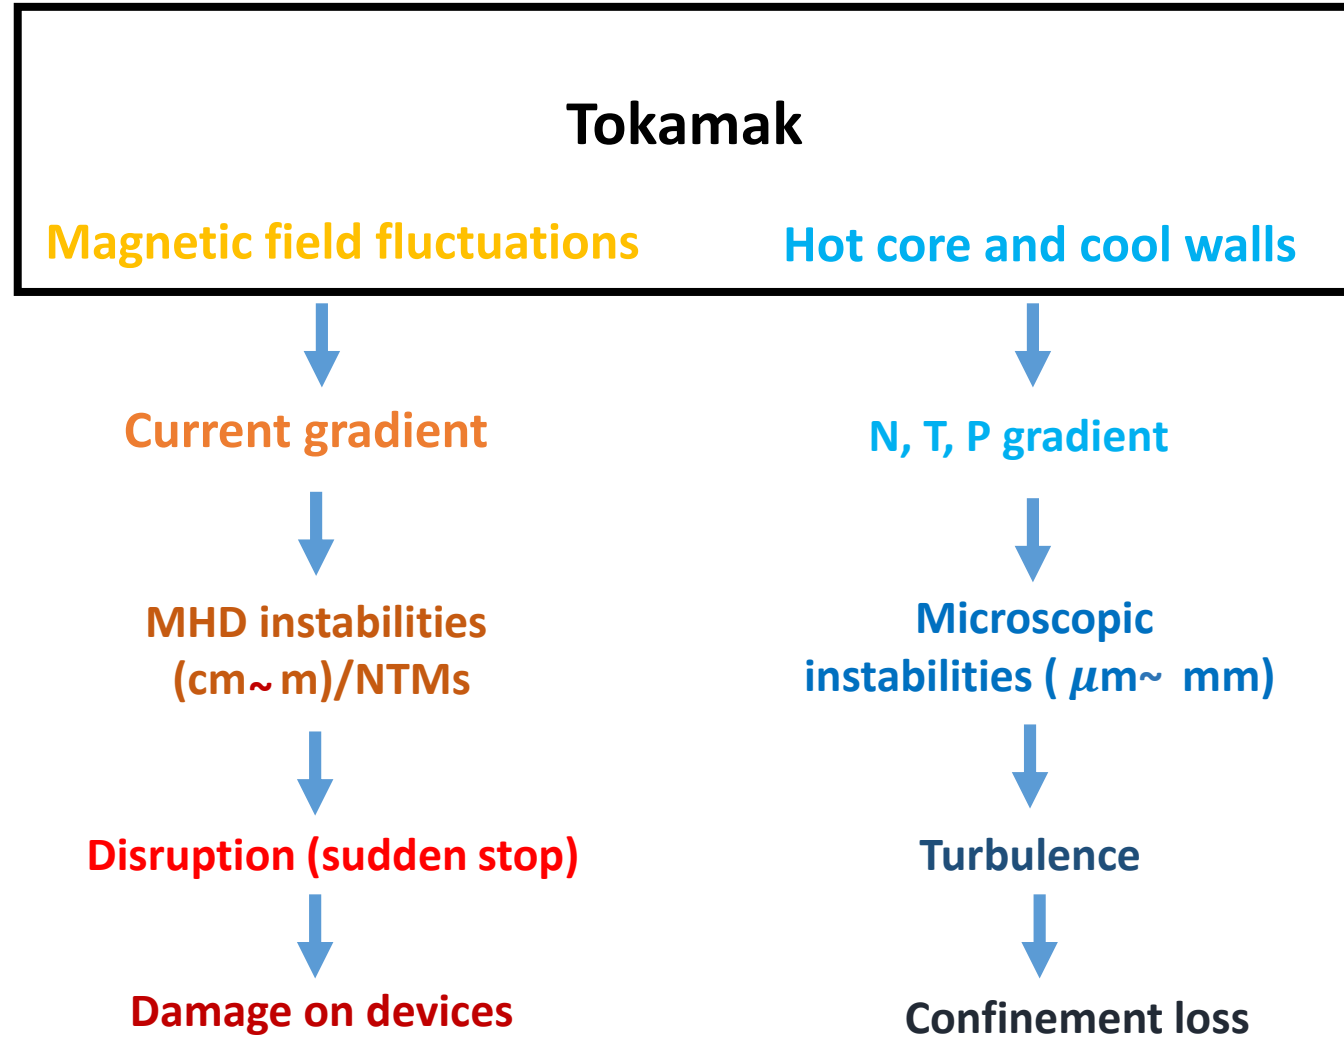 Tokamak
Magnetic field fluctuations
Hot core and cool walls
Current gradient
N, T, P gradient
MHD instabilities
(cm~ m)/NTMs
Microscopic
instabilities ( 𝝁m~ mm)
Disruption (sudden stop)
Turbulence
Damage on devices
Confinement loss